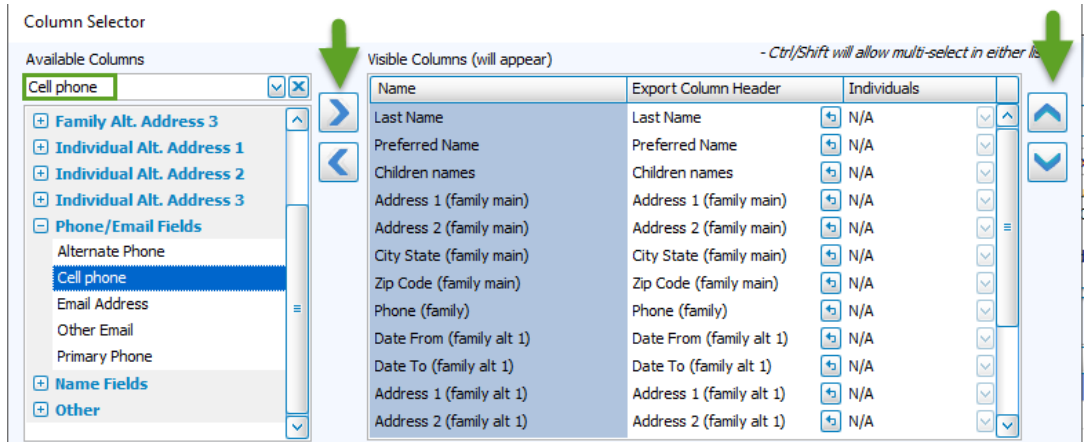 Column Selector
Available Columns
Visible Columns (will appear)
- Ctrl/Shift will allow multi-select in either
Cell phone
Name Export Column Header Individuals
Family Alt. Address 3
Individual Alt. Address 1
Individual Alt. Address 2
Individual Alt. Address 3
Phone/Email Fields
Alternate Phone
Cell phone
Email Address
Other Email
Primary Phone
Name Fields
Other
Last Name Last Name N/A
Preferred Name Preferred Name N/A
Children names Children names N/A
Address 1 (family main) Address 1 (family main) N/A
Address 2 (family main) Address 2 (family main) N/A
City State (family main) City State (family main) N/A
Zip Code (family main) Zip Code (family main) N/A
Phone (family) Phone (family) N/A
Date From (family alt 1) Date From (family alt 1) N/A
Date To (family alt 1) Date To (family alt 1) N/A
Address 1 (family alt 1) Address 1 (family alt 1) N/A
Address 2 (family alt 1) Address 2 (family alt 1) N/A